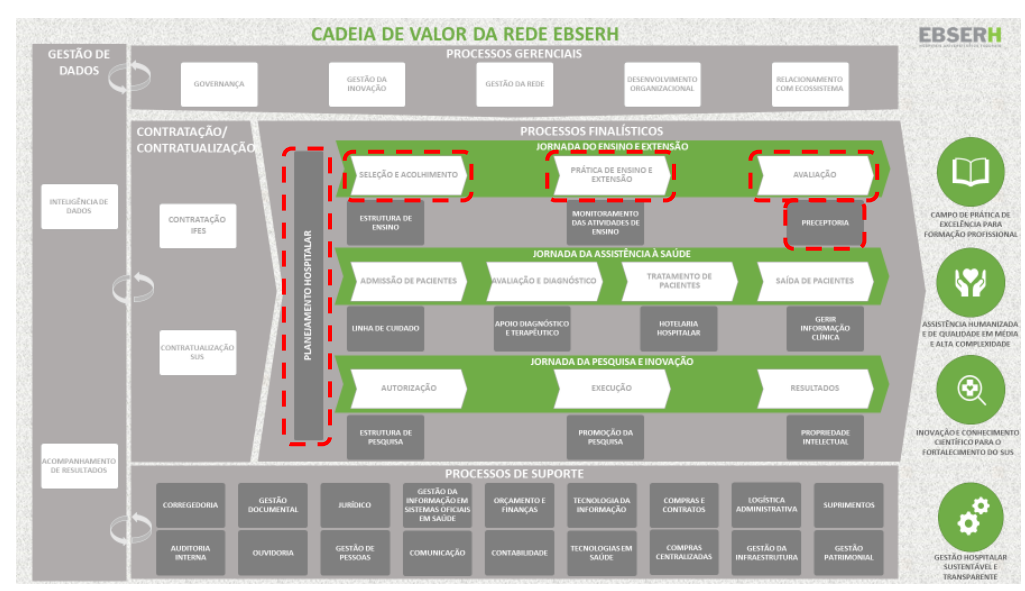 CADEIA DE VALOR DA REDE EBSERH
EBSERH
GESTÃO DE
DADOS
INTELIGÊNCIA DE
DADOS
ACOMPANHAMENTO
DE RESULTADOS
PROCESSOS GERENCIAIS
GOVERNANÇA
GESTÃO DA
INOVAÇÃO
GESTÃO DA REDE
DESENVOLVIMENTO
ORGANIZACIONAL
RELACIONAMENTO
COM ECOSSISTEMA
CONTRATAÇÃO/
CONTRATUALIZAÇÃO
CONTRATAÇÃO
IFES
CONTRATUALIZAÇÃO
SUS
PROCESSOS FINALÍSTICOS
PLANEJAMENTO HOSPITALAR
JORNADA DO ENSINO E EXTENSÃO
SELEÇÃO E ACOLHIMENTO
PRÁTICA DE ENSINO E
EXTENSÃO
AVALIAÇÃO
ESTRUTURA DE
ENSINO
MONITORAMENTO
DAS ATIVIDADES DE
ENSINO
PRECEPTORIA
JORNADA DA ASSISTÊNCIA À SAÚDE
ADMISSÃO DE PACIENTES
AVALIAÇÃO E DIAGNÓSTICO
TRATAMENTO DE
PACIENTES
SAÍDA DE PACIENTES
LINHA DE CUIDADO
APOIO DIAGNÓSTICO
E TERAPÊUTICO
HOTELARIA
HOSPITALAR
GERIR
INFORMAÇÃO
CLÍNICA
JORNADA DA PESQUISA E INOVAÇÃO
AUTORIZAÇÃO
EXECUÇÃO
RESULTADOS
ESTRUTURA DE
PESQUISA
PROMOÇÃO DA
PESQUISA
PROPRIEDADE
INTELECTUAL
PROCESSOS DE SUPORTE
CORREGEDORIA
GESTÃO
DOCUMENTAL
JURÍDICO
GESTÃO DA
INFORMAÇÃO EM
SISTEMAS OFICIAIS
EM SAÚDE
ORÇAMENTO E
FINANÇAS
TECNOLOGIA DA
INFORMAÇÃO
COMPRAS E
CONTRATOS
LOGÍSTICA
ADMINISTRATIVA
SUPRIMENTOS
AUDITORIA
INTERNA
OUVIDORIA
GESTÃO DE
PESSOAS
COMUNICAÇÃO
CONTABILIDADE
TECNOLOGIAS EM
SAÚDE
COMPRAS
CENTRALIZADAS
GESTÃO DA
INFRAESTRUTURA
GESTÃO
PATRIMONIAL
CAMPO DE PRÁTICA DE
EXCELÊNCIA PARA
FORMAÇÃO PROFISSIONAL
ASSISTÊNCIA HUMANIZADA
E DE QUALIDADE EM MÉDIA
E ALTA COMPLEXIDADE
INOVAÇÃO E CONHECIMENTO
CIENTÍFICO PARA O
FORTALECIMENTO DO SUS
GESTÃO HOSPITALAR
SUSTENTÁVEL E
TRANSPARENTE